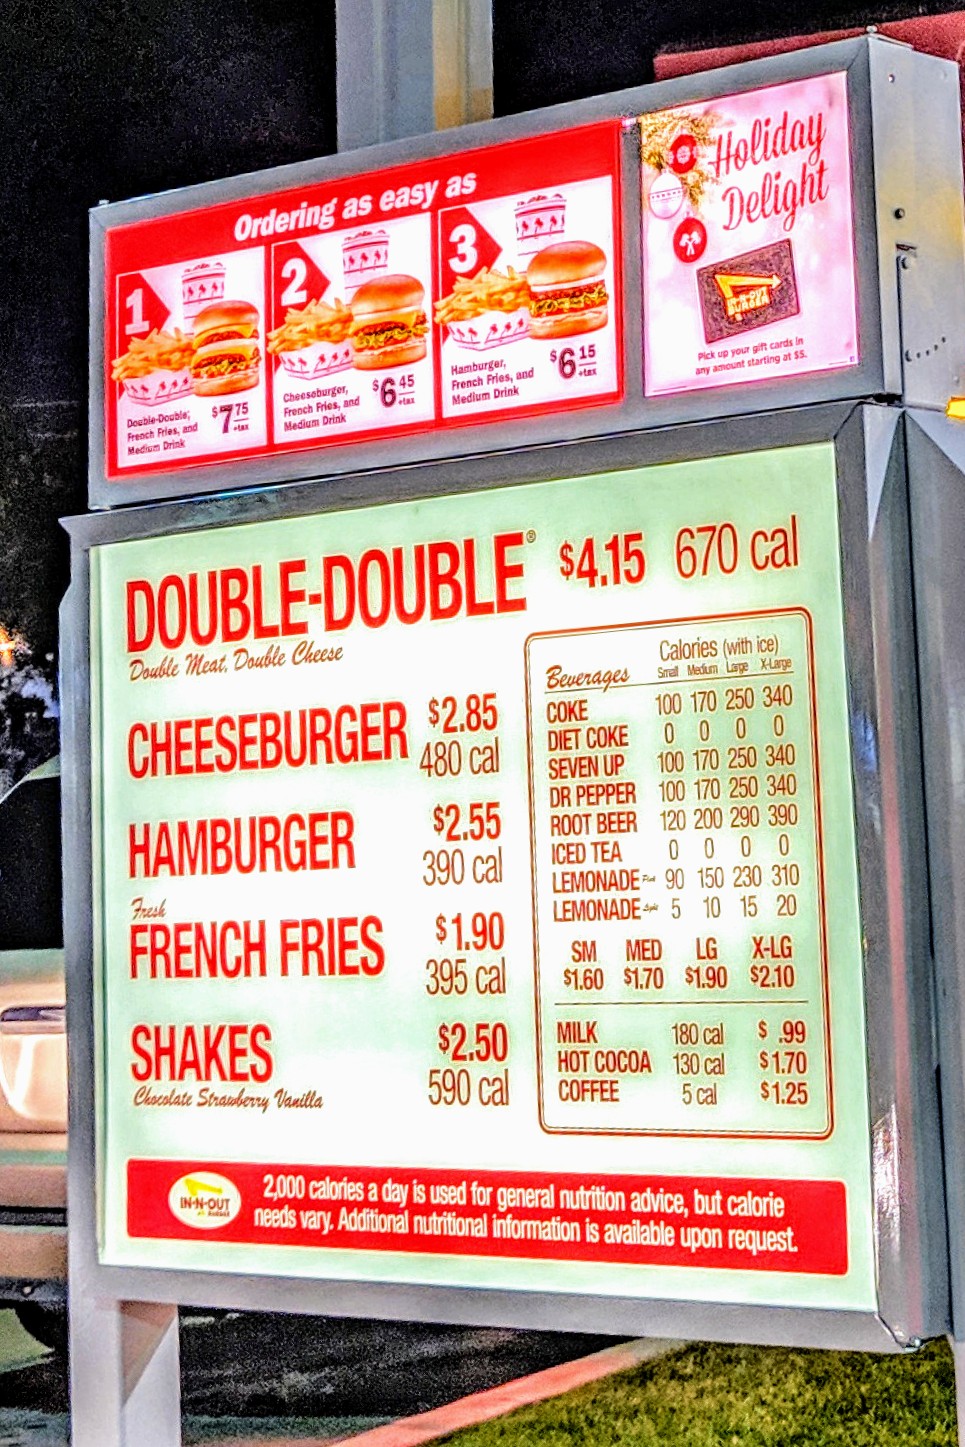 Ordering as easy as
1
Double-Double,
French Fries, and
Medium Drink
$7 75
+tax
2
Cheeseburger,
French Fries, and
Medium Drink
$6 45
+tax
3
Hamburger,
French Fries, and
Medium Drink
$6 15
+tax
Holiday
Delight
IN-N-OUT
BURGER
Pick up your gift cards in
any amount starting at $5.
DOUBLE-DOUBLE® $4.15 670 cal
Double Meat, Double Cheese
CHEESEBURGER $2.85
480 cal
HAMBURGER $2.55
390 cal
Fresh
FRENCH FRIES $1.90
395 cal
SHAKES $2.50
Chocolate Strawberry Vanilla 590 cal
Calories (with ice)
Beverages Small Medium Large X-Large
COKE 100 170 250 340
DIET COKE 0 0 0 0
SEVEN UP 100 170 250 340
DR PEPPER 100 170 250 340
ROOT BEER 120 200 290 390
ICED TEA 0 0 0 0
LEMONADE Pink 90 150 230 310
LEMONADE Light 5 10 15 20
SM MED LG X-LG
$1.60 $1.70 $1.90 $2.10
MILK 180 cal $ .99
HOT COCOA 130 cal $1.70
COFFEE 5 cal $1.25
IN-N-OUT
BURGER
2,000 calories a day is used for general nutrition advice, but calorie
needs vary. Additional nutritional information is available upon request.